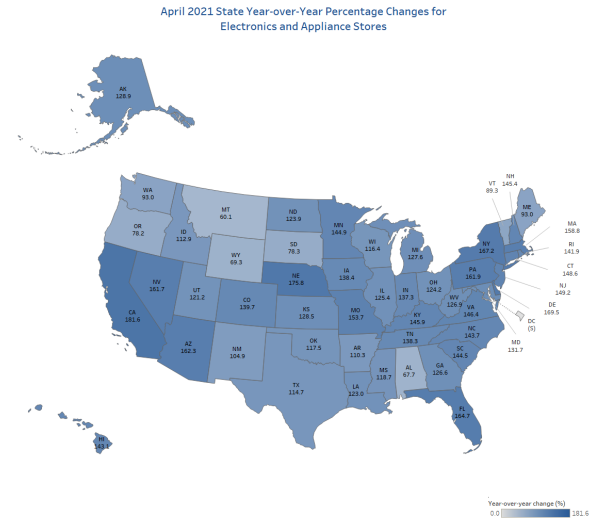 April 2021 State Year-over-Year Percentage Changes for
Electronics and Appliance Stores
AK
128.9
WA
93.0
OR
78.2
CA
181.6
ID
112.9
NV
161.7
AZ
162.3
MT
60.1
WY
69.3
UT
121.2
CO
139.7
NM
104.9
ND
123.9
SD
78.3
NE
175.8
KS
128.5
OK
117.5
TX
114.7
MN
144.9
IA
138.4
MO
153.7
AR
110.3
LA
123.0
WI
116.4
IL
125.4
MS
118.7
MI
127.6
IN
137.3
OH
124.2
KY
145.9
TN
138.3
AL
67.7
GA
126.6
FL
164.7
SC
144.5
NC
143.7
VA
146.4
WV
126.9
PA
161.9
NY
167.2
VT
89.3
NH
145.4
ME
93.0
MA
158.8
RI
141.9
CT
148.6
NJ
149.2
DE
169.5
DC
(S)
MD
131.7
HI
143.1
Year-over-year change (%)
0.0
181.6